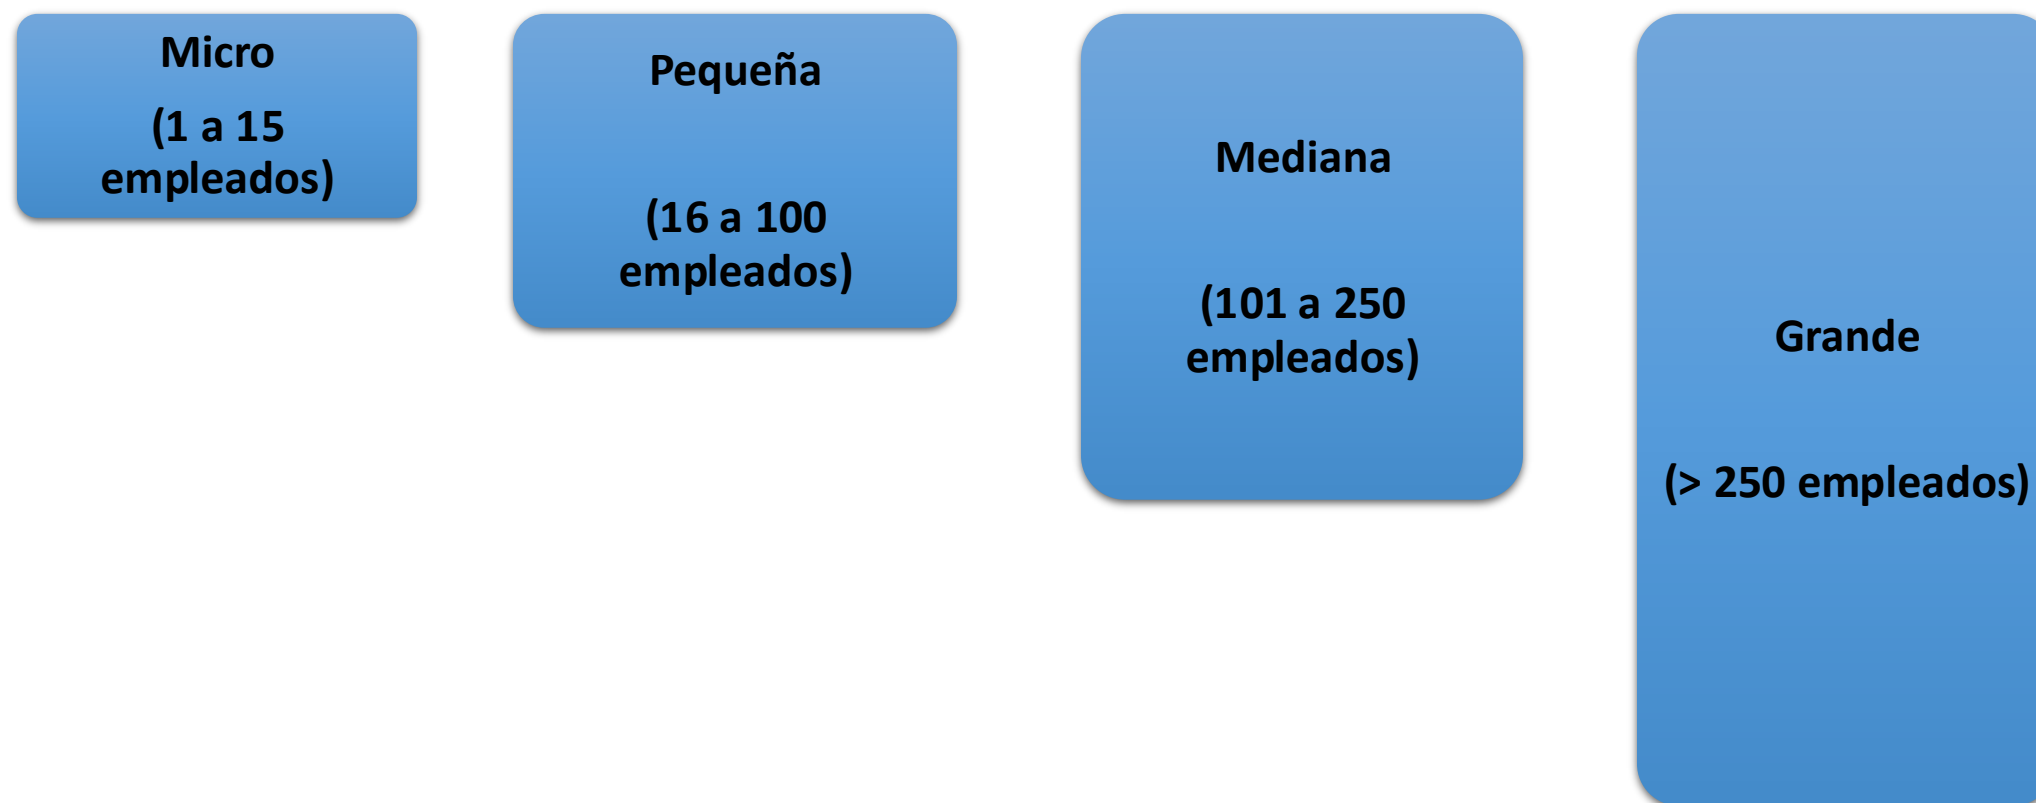 Micro
(1 a 15
empleados)
Pequeña
(16 a 100
empleados)
Mediana
(101 a 250
empleados)
Grande
(> 250 empleados)